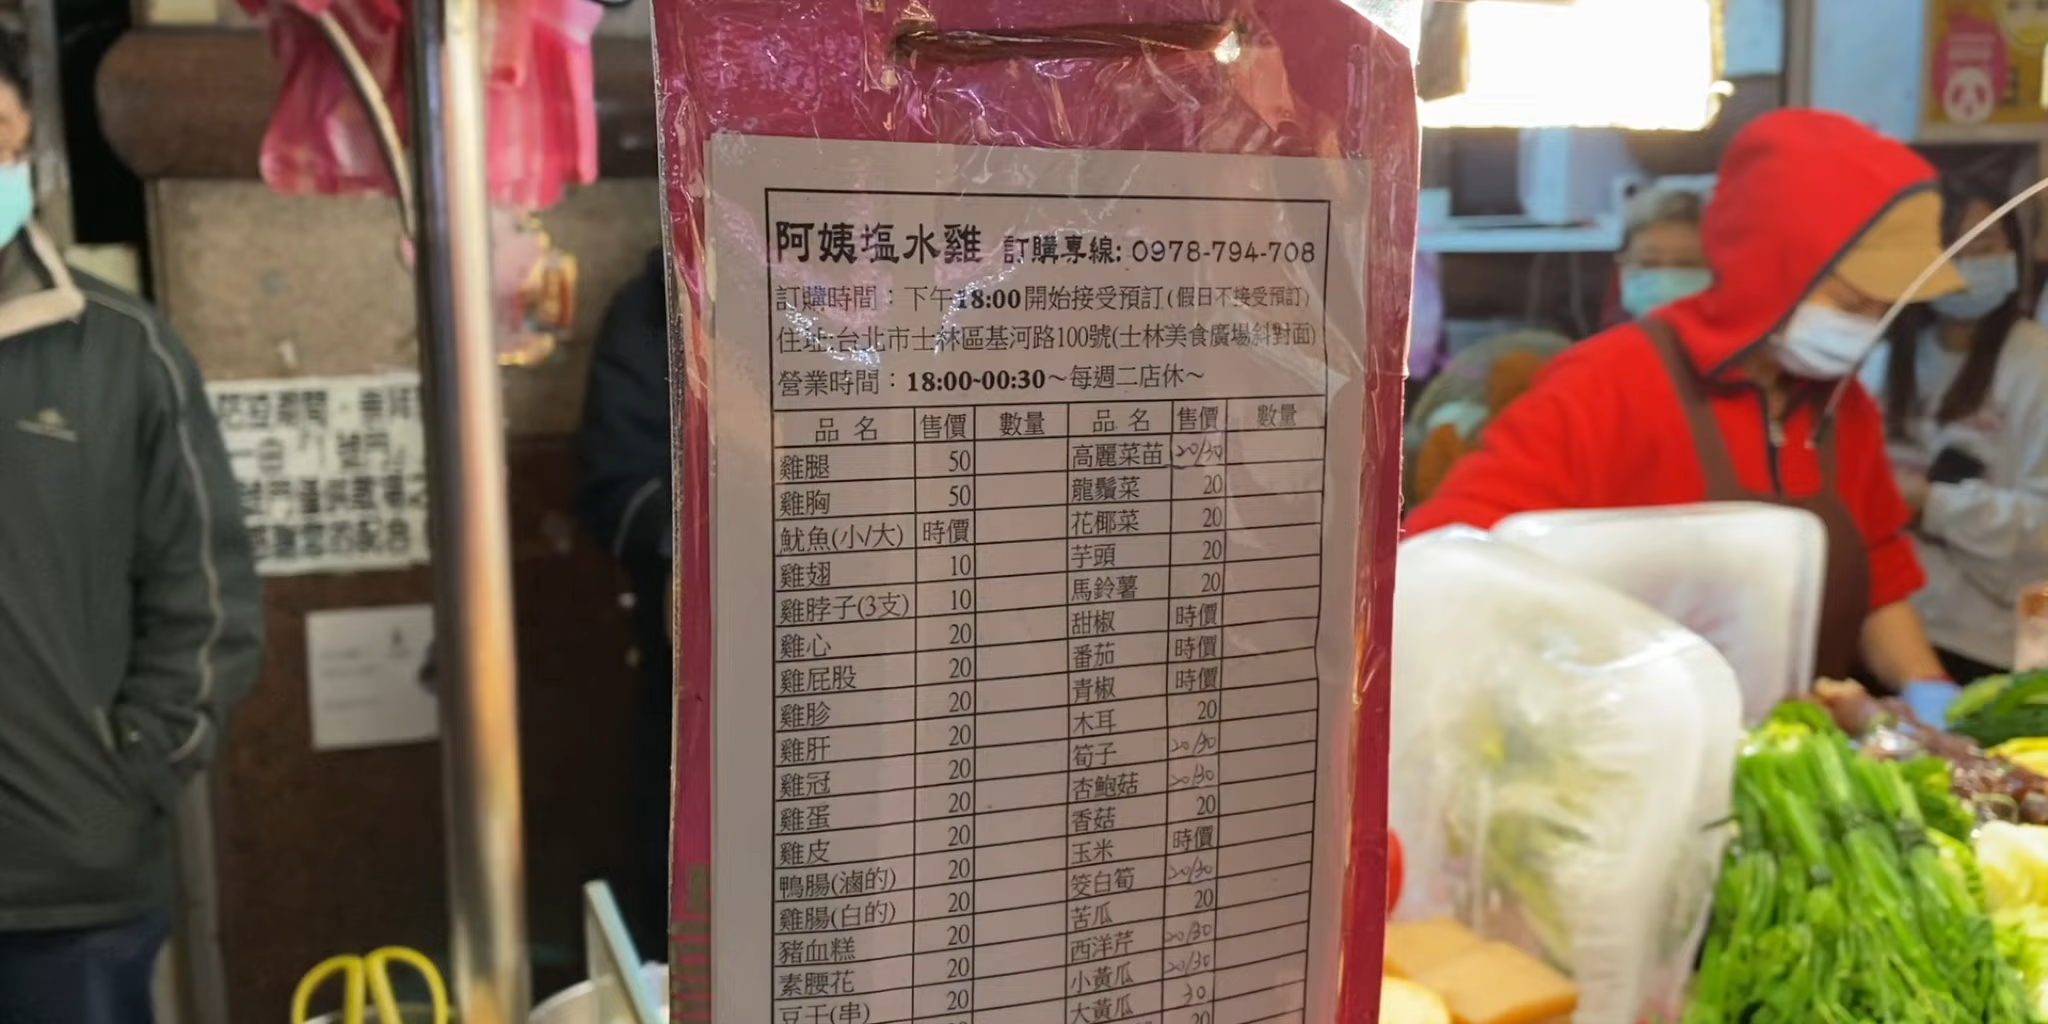 阿姨塩水雞 訂購專線: 0978-794-708
訂購時間：下午18:00開始接受預訂(假日不接受預訂)
住址:台北市士林區基河路100號(士林美食廣場斜對面)
營業時間：18:00-00:30～每週二店休～
品 名 售價 數量 品 名 售價 數量
雞腿 50 高麗菜苗 20/30
雞胸 50 龍鬚菜 20
魷魚(小/大) 時價 花椰菜 20
雞翅 10 芋頭 20
雞脖子(3支) 10 馬鈴薯 20
雞心 20 甜椒 時價
雞屁股 20 番茄 時價
雞胗 20 青椒 時價
雞肝 20 木耳 20
雞冠 20 筍子 20/30
雞蛋 20 杏鮑菇 20/30
雞皮 20 香菇 20
鴨腸(滷的) 20 玉米 時價
雞腸(白的) 20 筊白筍 20/30
豬血糕 20 苦瓜 20
素腰花 20 西洋芹 20/30
豆干(串) 20 小黃瓜 20/30
大黃瓜 30
20